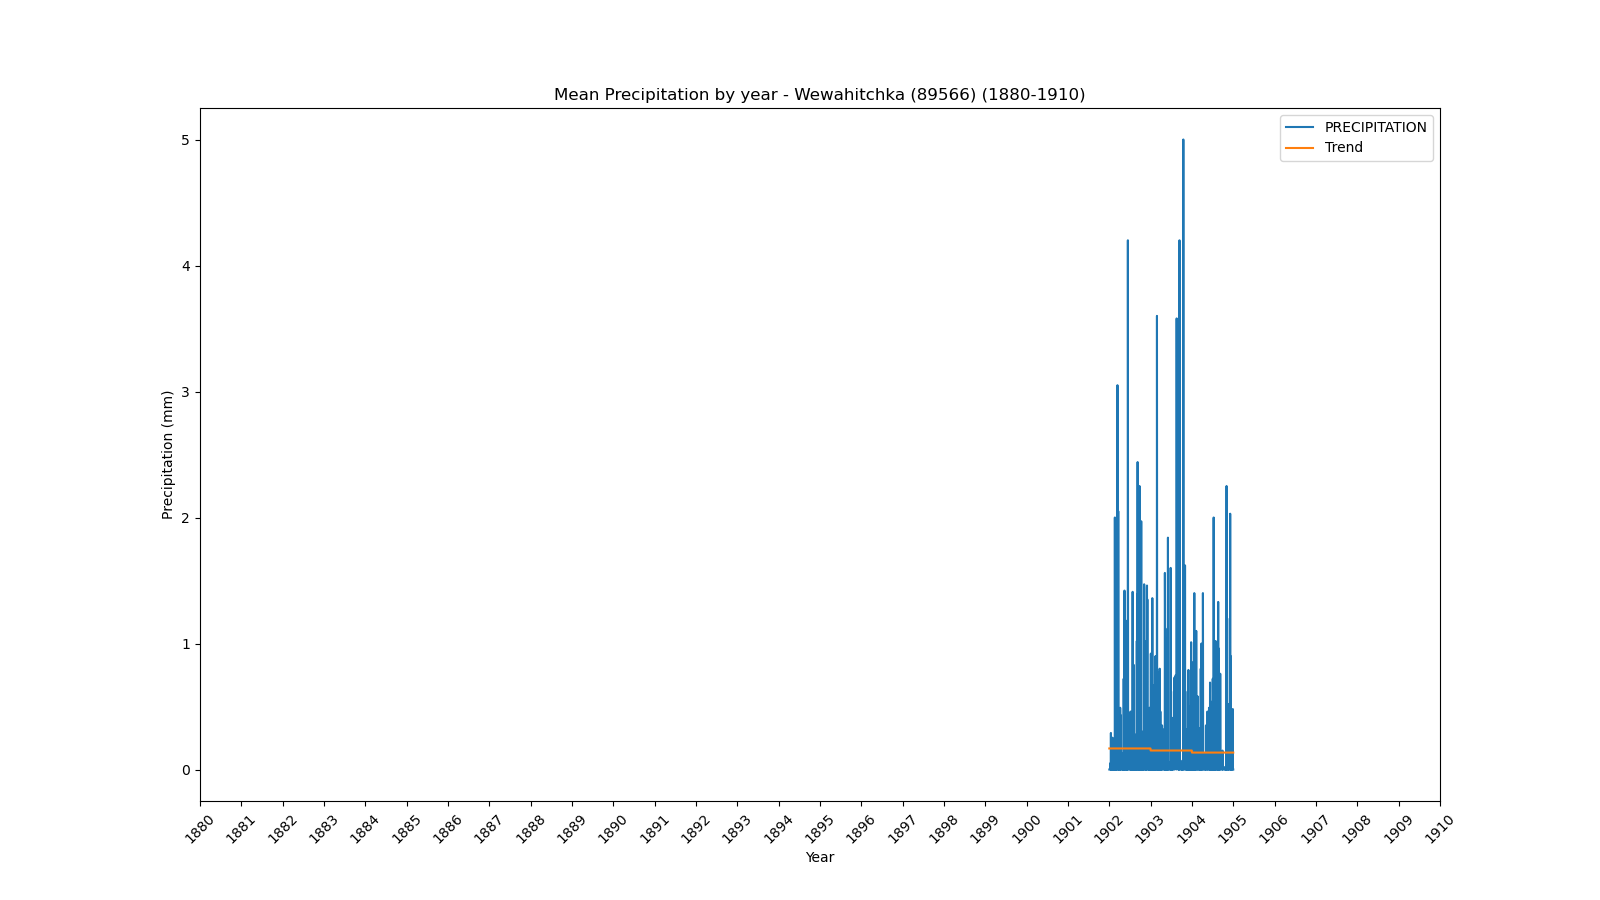 Mean Precipitation by year - Wewahitchka (89566) (1880-1910)
PRECIPITATION
Trend
Precipitation (mm)
5
4
3
2
1
0
1880 1881 1882 1883 1884 1885 1886 1887 1888 1889 1890 1891 1892 1893 1894 1895 1896 1897 1898 1899 1900 1901 1902 1903 1904 1905 1906 1907 1908 1909 1910
Year